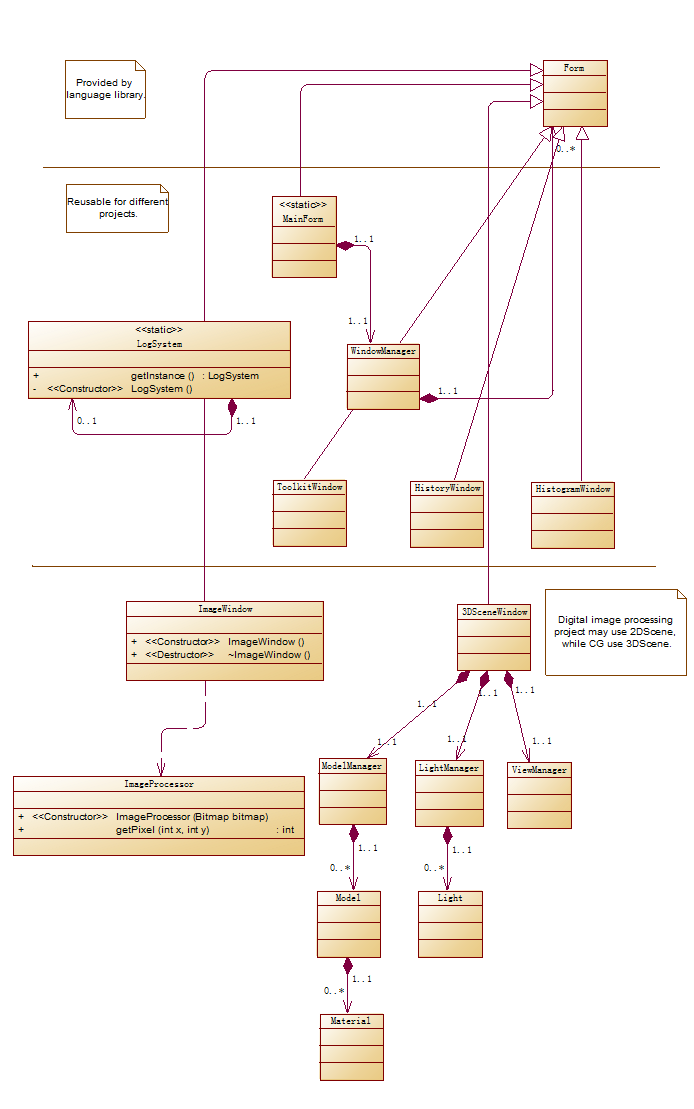 Form
Provided by
language library.
0..*
Reusable for different
projects.
<<static>>
MainForm
1..1
1..1
<<static>>
LogSystem
+ getInstance () : LogSystem
- <<Constructor>> LogSystem ()
WindowManager
1..1
0..1
1..1
ToolkitWindow
HistoryWindow
HistogramWindow
ImageWindow
+ <<Constructor>> ImageWindow ()
+ <<Destructor>> ~ImageWindow ()
3DSceneWindow
Digital image processing
project may use 2DScene,
while CG use 3DScene.
1..1
1..1
1..1
1..1
1..1
1..1
ModelManager
LightManager
ViewManager
ImageProcessor
+ <<Constructor>> ImageProcessor (Bitmap bitmap)
+ getPixel (int x, int y) : int
1..1
1..1
0..*
0..*
Model
Light
1..1
0..*
Material